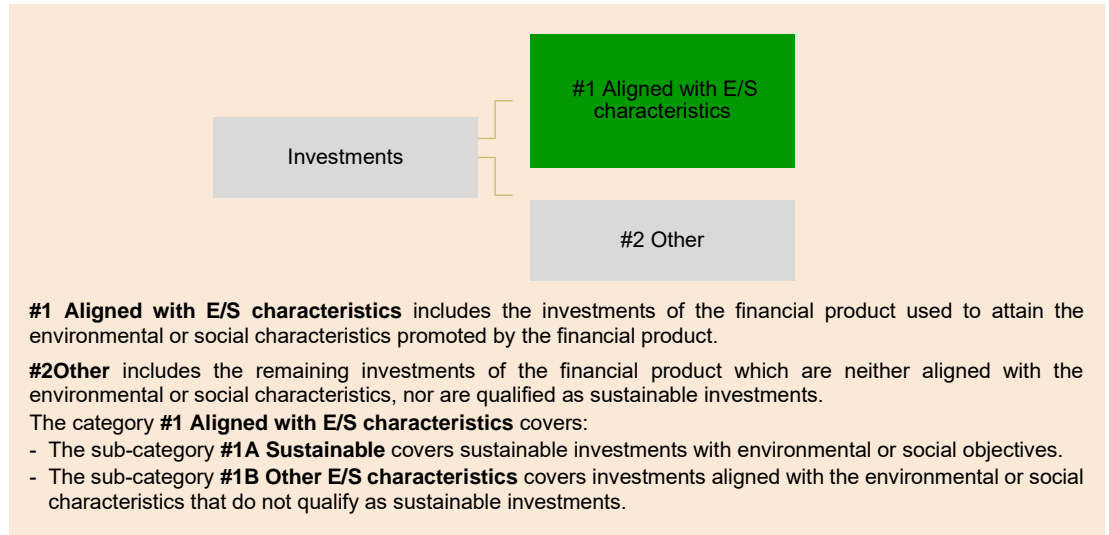 #1 Aligned with E/S
characteristics
Investments
#2 Other
#1 Aligned with E/S characteristics includes the investments of the financial product used to attain the
environmental or social characteristics promoted by the financial product.
#2Other includes the remaining investments of the financial product which are neither aligned with the
environmental or social characteristics, nor are qualified as sustainable investments.
The category #1 Aligned with E/S characteristics covers:
- The sub-category #1A Sustainable covers sustainable investments with environmental or social objectives.
- The sub-category #1B Other E/S characteristics covers investments aligned with the environmental or social
characteristics that do not qualify as sustainable investments.